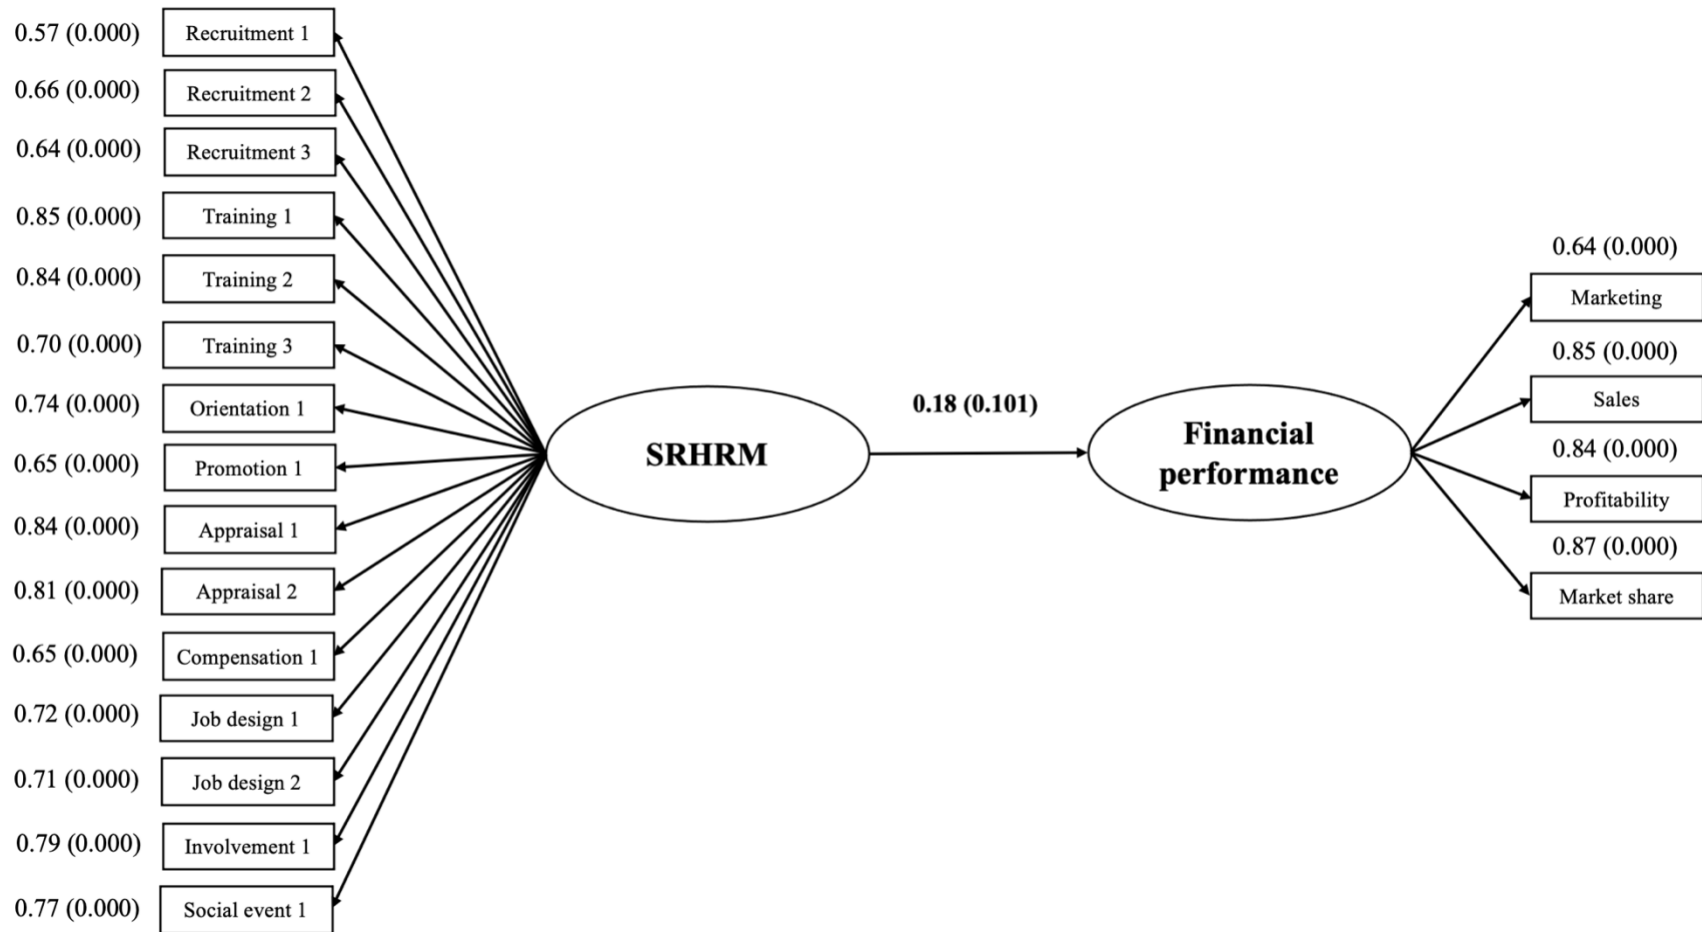 0.57 (0.000) Recruitment 1
0.66 (0.000) Recruitment 2
0.64 (0.000) Recruitment 3
0.85 (0.000) Training 1
0.84 (0.000) Training 2
0.70 (0.000) Training 3
0.74 (0.000) Orientation 1
0.65 (0.000) Promotion 1
0.84 (0.000) Appraisal 1
0.81 (0.000) Appraisal 2
0.65 (0.000) Compensation 1
0.72 (0.000) Job design 1
0.71 (0.000) Job design 2
0.79 (0.000) Involvement 1
0.77 (0.000) Social event 1
SRHRM
0.18 (0.101)
Financial
performance
0.64 (0.000)
Marketing
0.85 (0.000)
Sales
0.84 (0.000)
Profitability
0.87 (0.000)
Market share